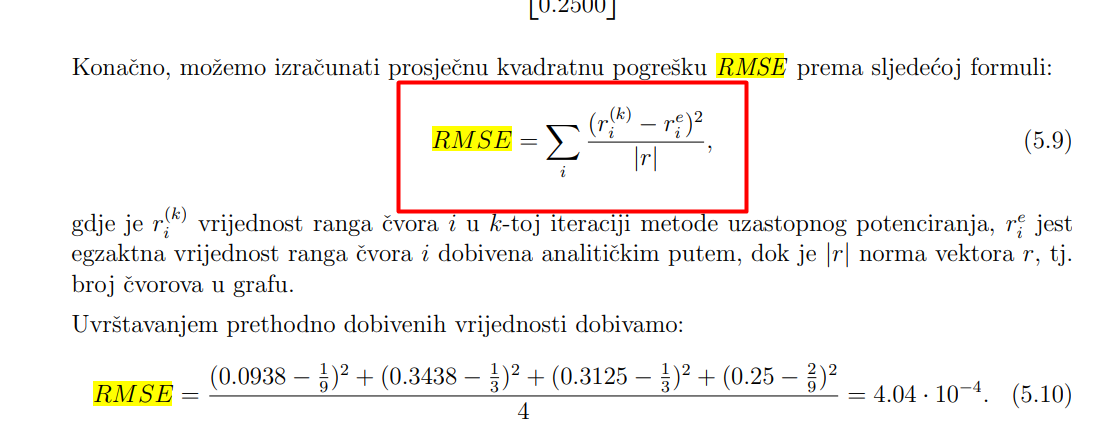 [0.2500]
Konačno, možemo izračunati prosječnu kvadratnu pogrešku RMSE prema sljedećoj formuli:
RMSE = \sum_i \frac{(r_i^{(k)} - r_i^e)^2}{|r|}, (5.9)
gdje je r_i^{(k)} vrijednost ranga čvora i u k-toj iteraciji metode uzastopnog potenciranja, r_i^e jest
egzaktna vrijednost ranga čvora i dobivena analitičkim putem, dok je |r| norma vektora r, tj.
broj čvorova u grafu.
Uvrštavanjem prethodno dobivenih vrijednosti dobivamo:
RMSE = \frac{(0.0938 - \frac{1}{9})^2 + (0.3438 - \frac{1}{3})^2 + (0.3125 - \frac{1}{3})^2 + (0.25 - \frac{2}{9})^2}{4} = 4.04 \cdot 10^{-4}. (5.10)